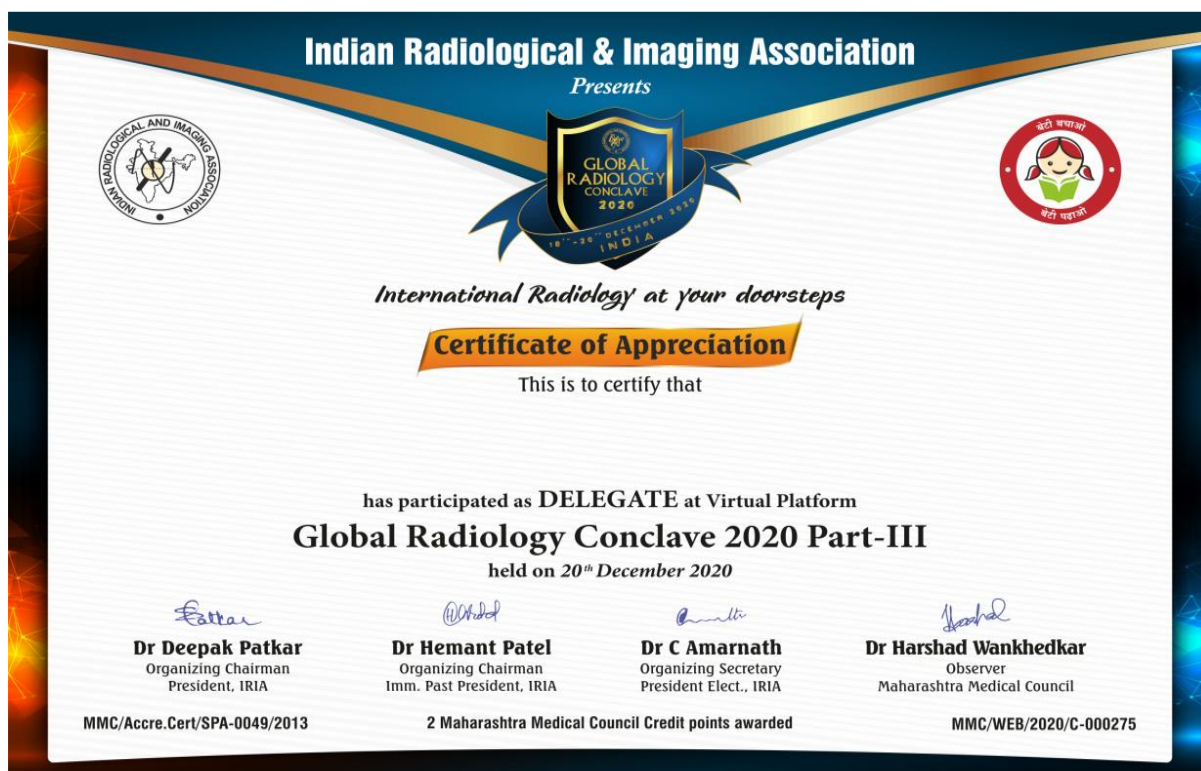 Indian Radiological & Imaging Association
Presents
INDIAN RADIOLOGICAL AND IMAGING ASSOCIATION
GLOBAL
RADIOLOGY
CONCLAVE
2020
18TH-20TH DECEMBER 2020
INDIA
बेटी बचाओ
बेटी पढ़ाओ
International Radiology at your doorsteps
Certificate of Appreciation
This is to certify that
has participated as DELEGATE at Virtual Platform
Global Radiology Conclave 2020 Part-III
held on 20th December 2020
Dr Deepak Patkar
Organizing Chairman
President, IRIA
Dr Hemant Patel
Organizing Chairman
Imm. Past President, IRIA
Dr C Amarnath
Organizing Secretary
President Elect., IRIA
Dr Harshad Wankhedkar
Observer
Maharashtra Medical Council
MMC/Accre.Cert/SPA-0049/2013
2 Maharashtra Medical Council Credit points awarded
MMC/WEB/2020/C-000275